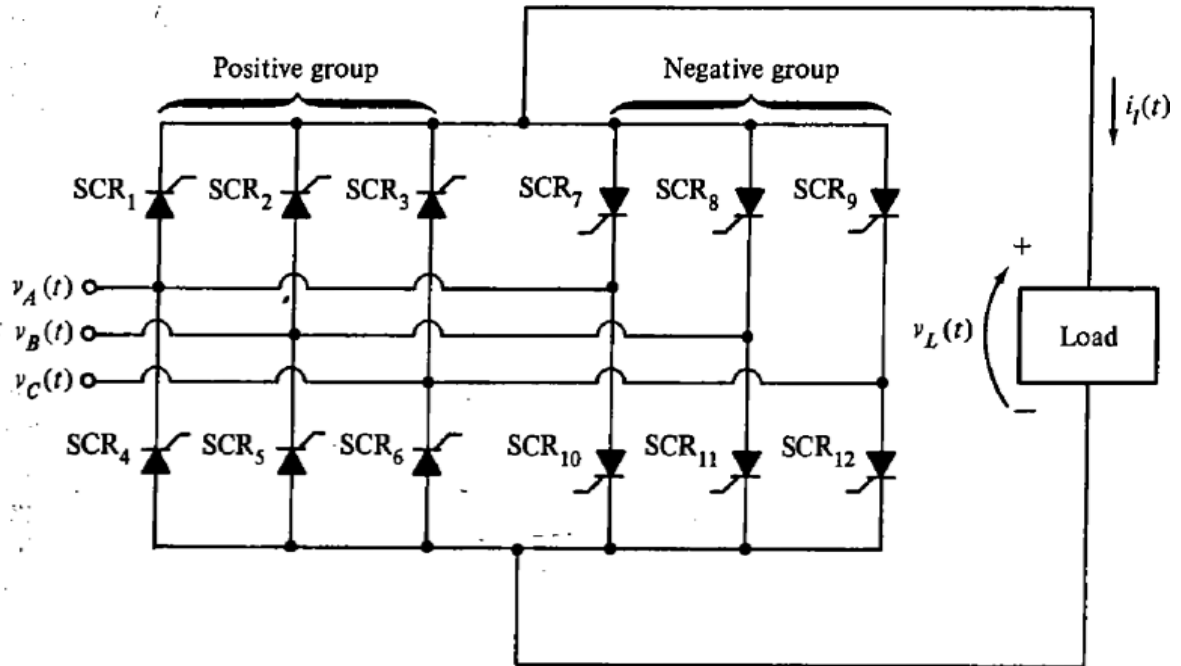 Positive group
Negative group
i_l(t)
SCR₁
SCR₂
SCR₃
SCR₇
SCR₈
SCR₉
v_A(t)
v_B(t)
v_C(t)
+
v_L(t)
Load
−
SCR₄
SCR₅
SCR₆
SCR₁₀
SCR₁₁
SCR₁₂